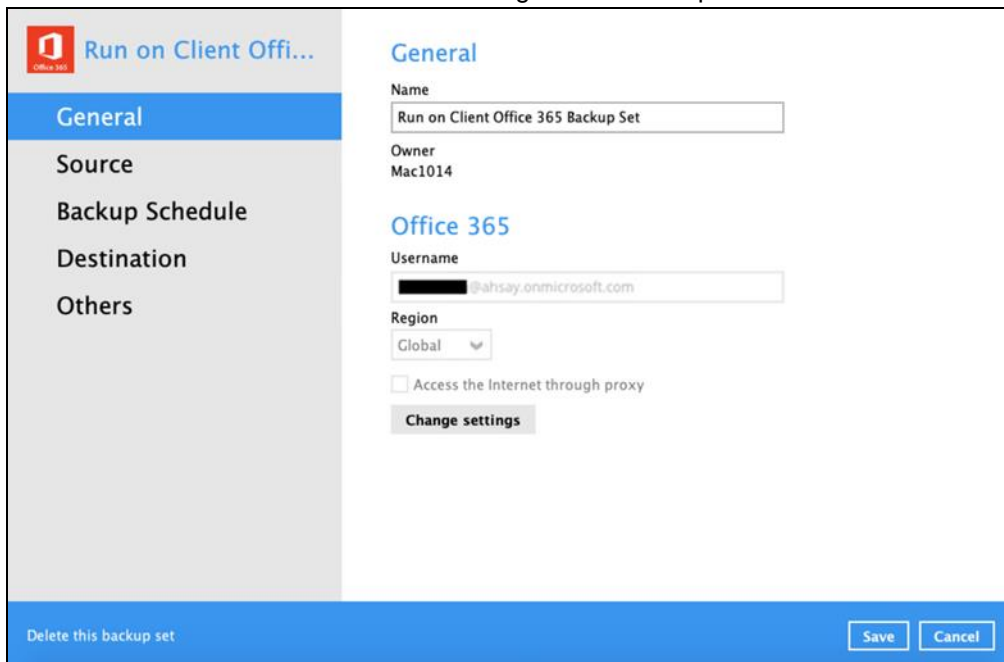 Office 365
Run on Client Offi...
General
Source
Backup Schedule
Destination
Others
General
Name
Run on Client Office 365 Backup Set
Owner
Mac1014
Office 365
Username
@ahsay.onmicrosoft.com
Region
Global
Access the Internet through proxy
Change settings
Delete this backup set
Save
Cancel